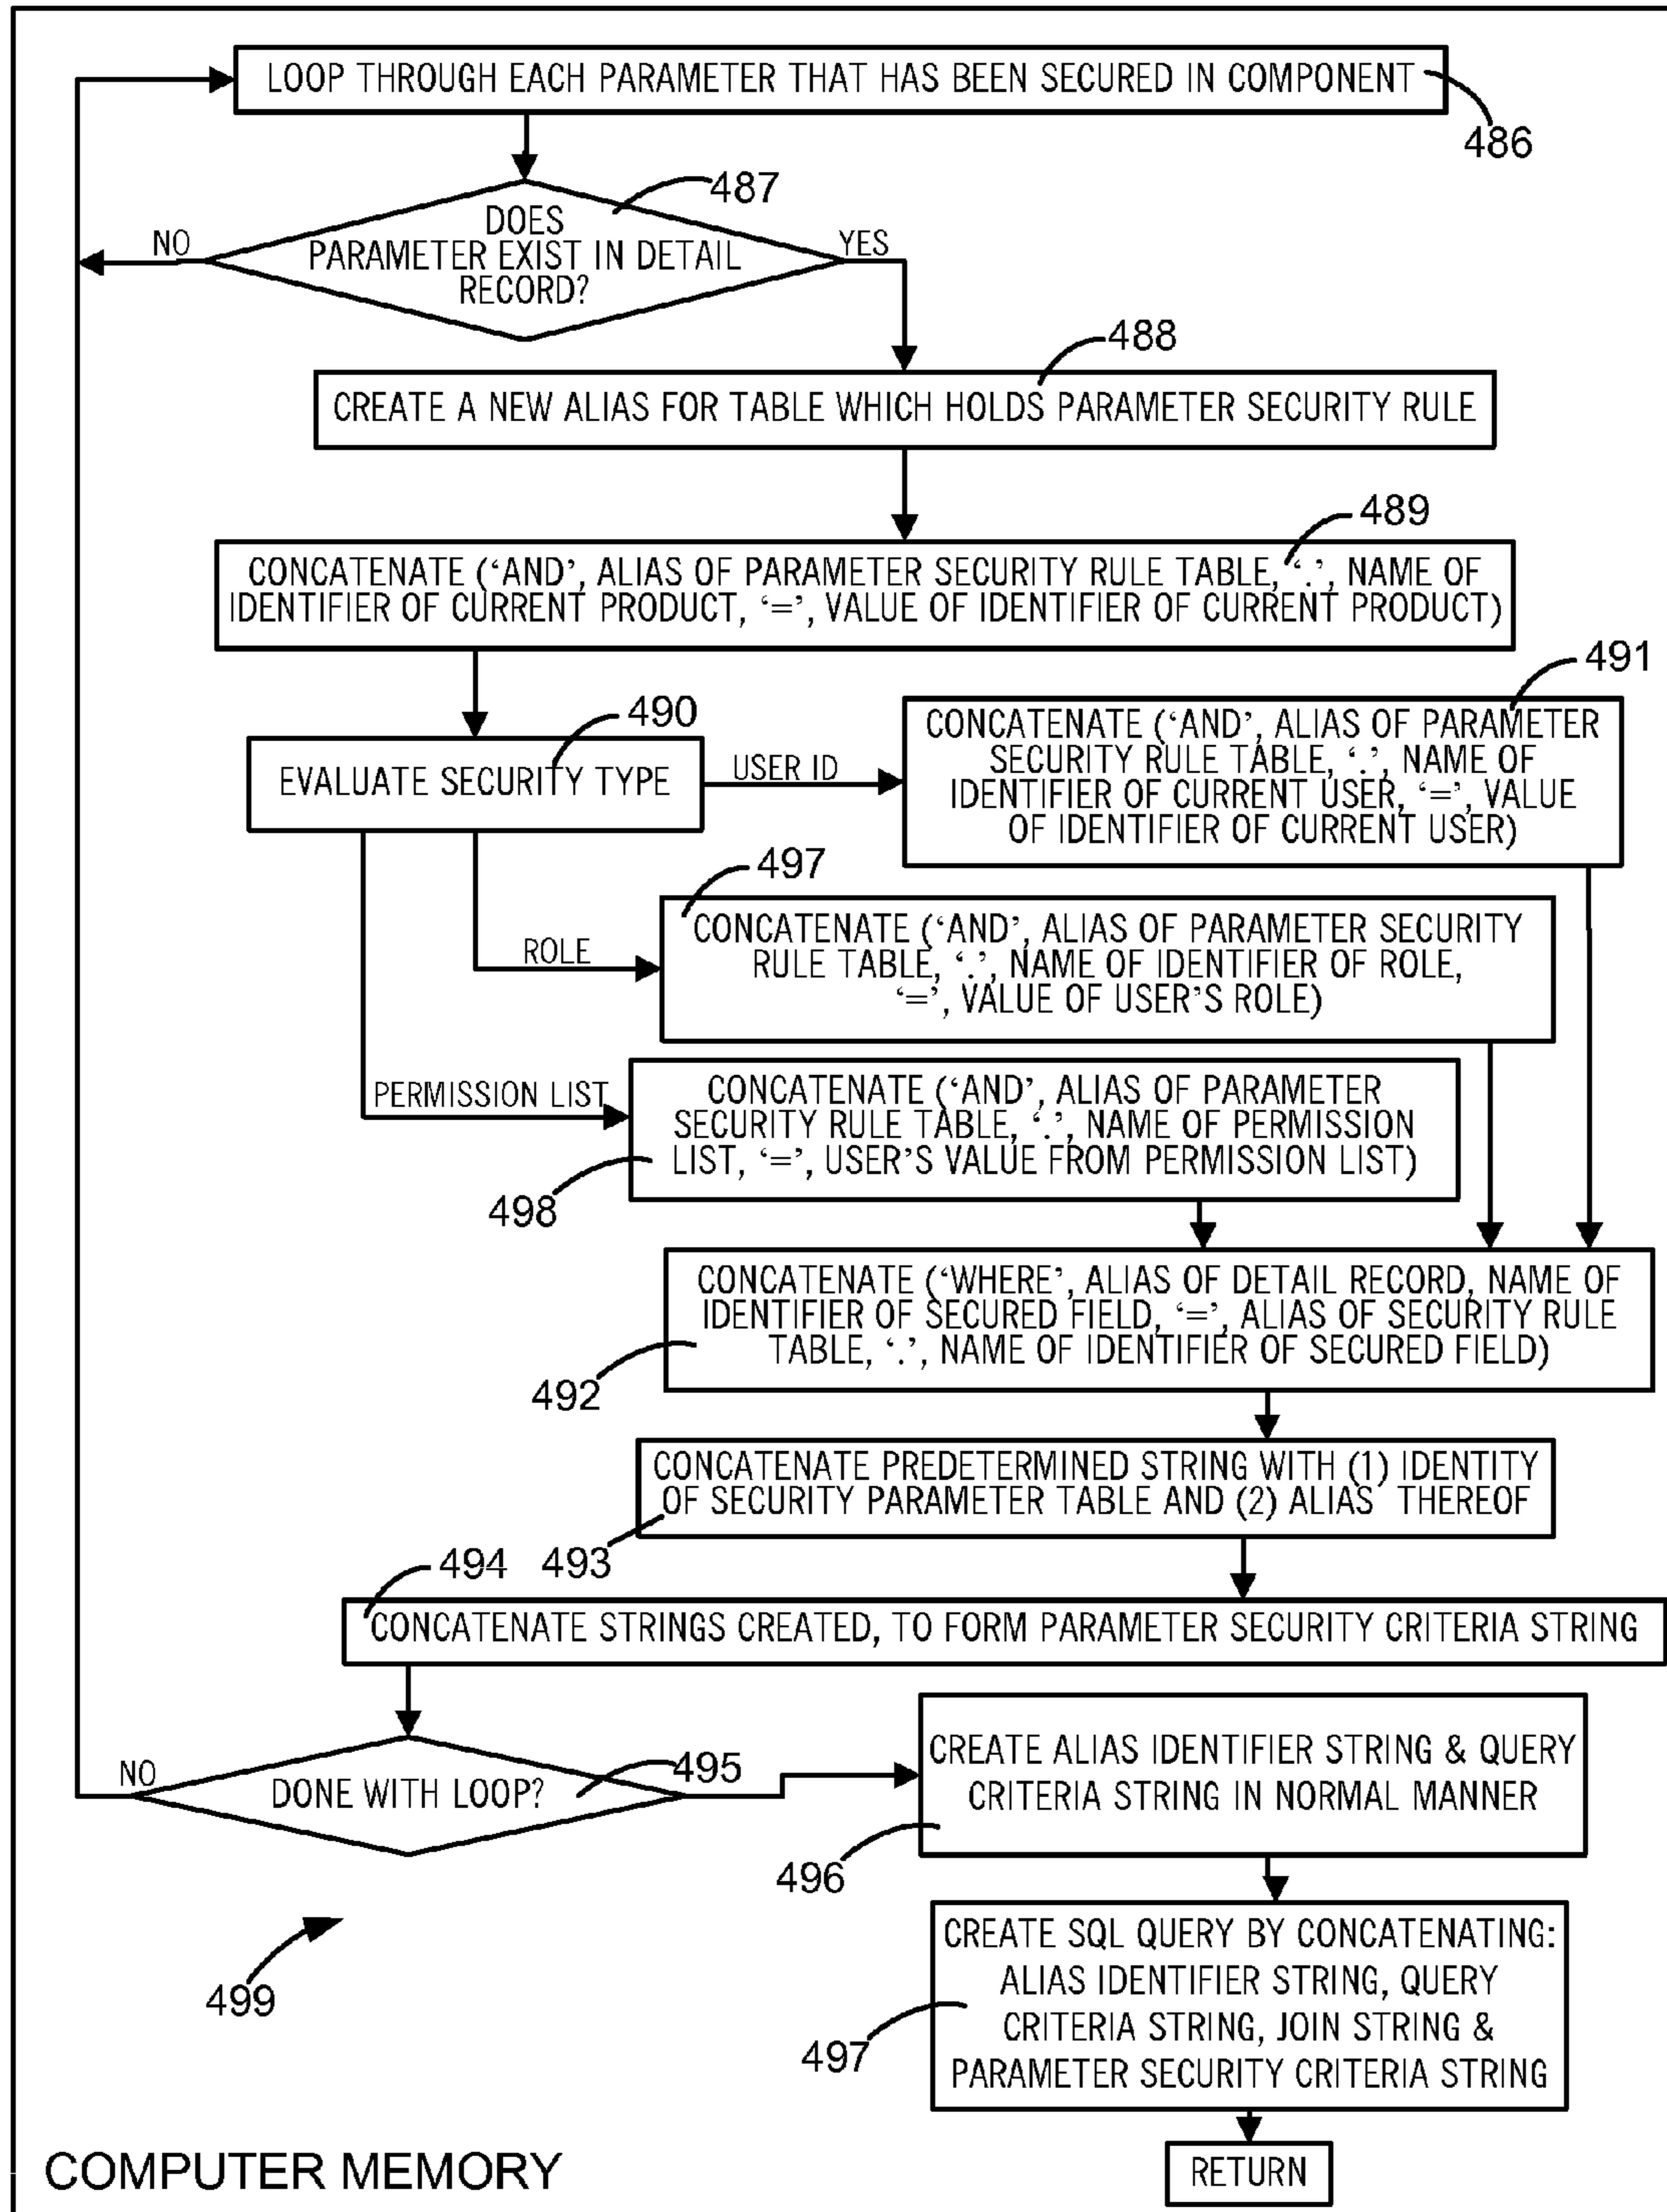 LOOP THROUGH EACH PARAMETER THAT HAS BEEN SECURED IN COMPONENT
486
487
DOES
PARAMETER EXIST IN DETAIL
RECORD?
NO
YES
488
CREATE A NEW ALIAS FOR TABLE WHICH HOLDS PARAMETER SECURITY RULE
489
CONCATENATE (‘AND’, ALIAS OF PARAMETER SECURITY RULE TABLE, ‘.’, NAME OF
IDENTIFIER OF CURRENT PRODUCT, ‘=’, VALUE OF IDENTIFIER OF CURRENT PRODUCT)
490
EVALUATE SECURITY TYPE
USER ID
491
CONCATENATE (‘AND’, ALIAS OF PARAMETER
SECURITY RULE TABLE, ‘.’, NAME OF
IDENTIFIER OF CURRENT USER, ‘=’, VALUE
OF IDENTIFIER OF CURRENT USER)
497
ROLE
CONCATENATE (‘AND’, ALIAS OF PARAMETER SECURITY
RULE TABLE, ‘.’, NAME OF IDENTIFIER OF ROLE,
‘=’, VALUE OF USER’S ROLE)
PERMISSION LIST
CONCATENATE (‘AND’, ALIAS OF PARAMETER
SECURITY RULE TABLE, ‘.’, NAME OF PERMISSION
LIST, ‘=’, USER’S VALUE FROM PERMISSION LIST)
498
CONCATENATE (‘WHERE’, ALIAS OF DETAIL RECORD, NAME OF
IDENTIFIER OF SECURED FIELD, ‘=’, ALIAS OF SECURITY RULE
TABLE, ‘.’, NAME OF IDENTIFIER OF SECURED FIELD)
492
CONCATENATE PREDETERMINED STRING WITH (1) IDENTITY
OF SECURITY PARAMETER TABLE AND (2) ALIAS THEREOF
493
494
CONCATENATE STRINGS CREATED, TO FORM PARAMETER SECURITY CRITERIA STRING
NO
DONE WITH LOOP?
495
CREATE ALIAS IDENTIFIER STRING & QUERY
CRITERIA STRING IN NORMAL MANNER
496
CREATE SQL QUERY BY CONCATENATING:
ALIAS IDENTIFIER STRING, QUERY
CRITERIA STRING, JOIN STRING &
PARAMETER SECURITY CRITERIA STRING
497
499
RETURN
COMPUTER MEMORY